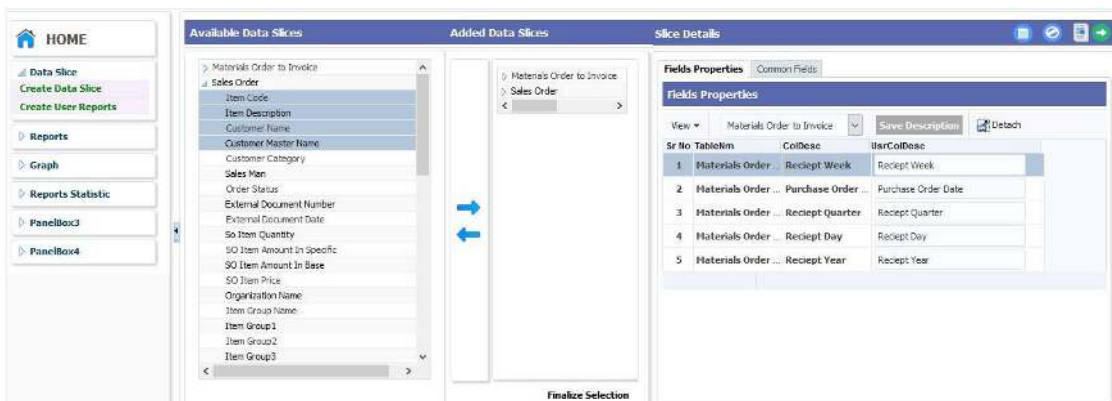 HOME
Data Slice
Create Data Slice
Create User Reports
Reports
Graph
Reports Statistic
PanelBox3
PanelBox4
Available Data Slices
Materials Order to Invoice
Sales Order
Item Code
Item Description
Customer Name
Customer Master Name
Customer Category
Sales Man
Order Status
External Document Number
External Document Date
So Item Quantity
SO Item Amount In Specific
SO Item Amount In Base
SO Item Price
Organization Name
Item Group Name
Item Group1
Item Group2
Item Group3
Added Data Slices
Materials Order to Invoice
Sales Order
Finalize Selection
Slice Details
Fields Properties Common Fields
Fields Properties
View Materials Order to Invoice Save Description Detach
Sr No TableNm ColDesc UsrColDesc
1 Materials Order ... Reciept Week Reciept Week
2 Materials Order ... Purchase Order ... Purchase Order Date
3 Materials Order ... Reciept Quarter Reciept Quarter
4 Materials Order ... Reciept Day Reciept Day
5 Materials Order ... Reciept Year Reciept Year